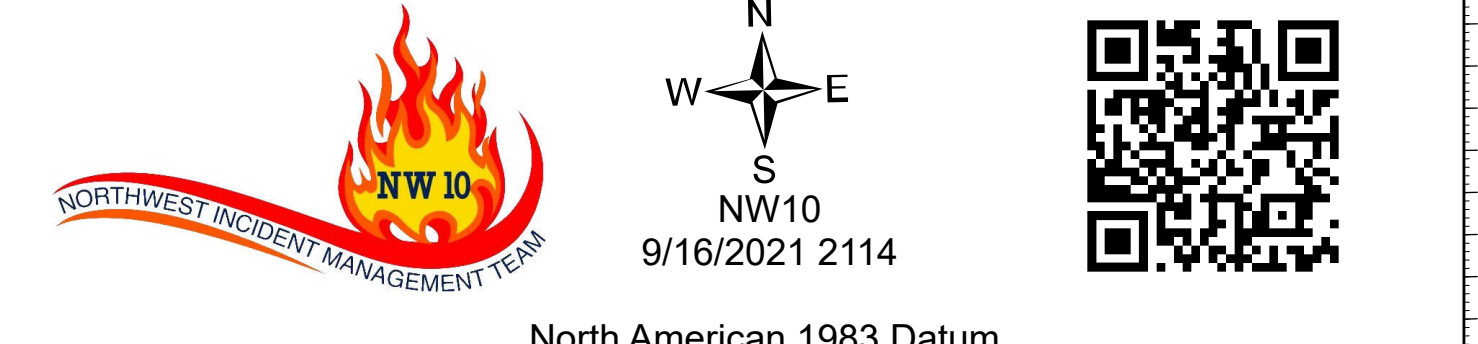 NORTHWEST INCIDENT MANAGEMENT TEAM
NW 10
N
W E
S
NW10
9/16/2021 2114
North American 1983 Datum